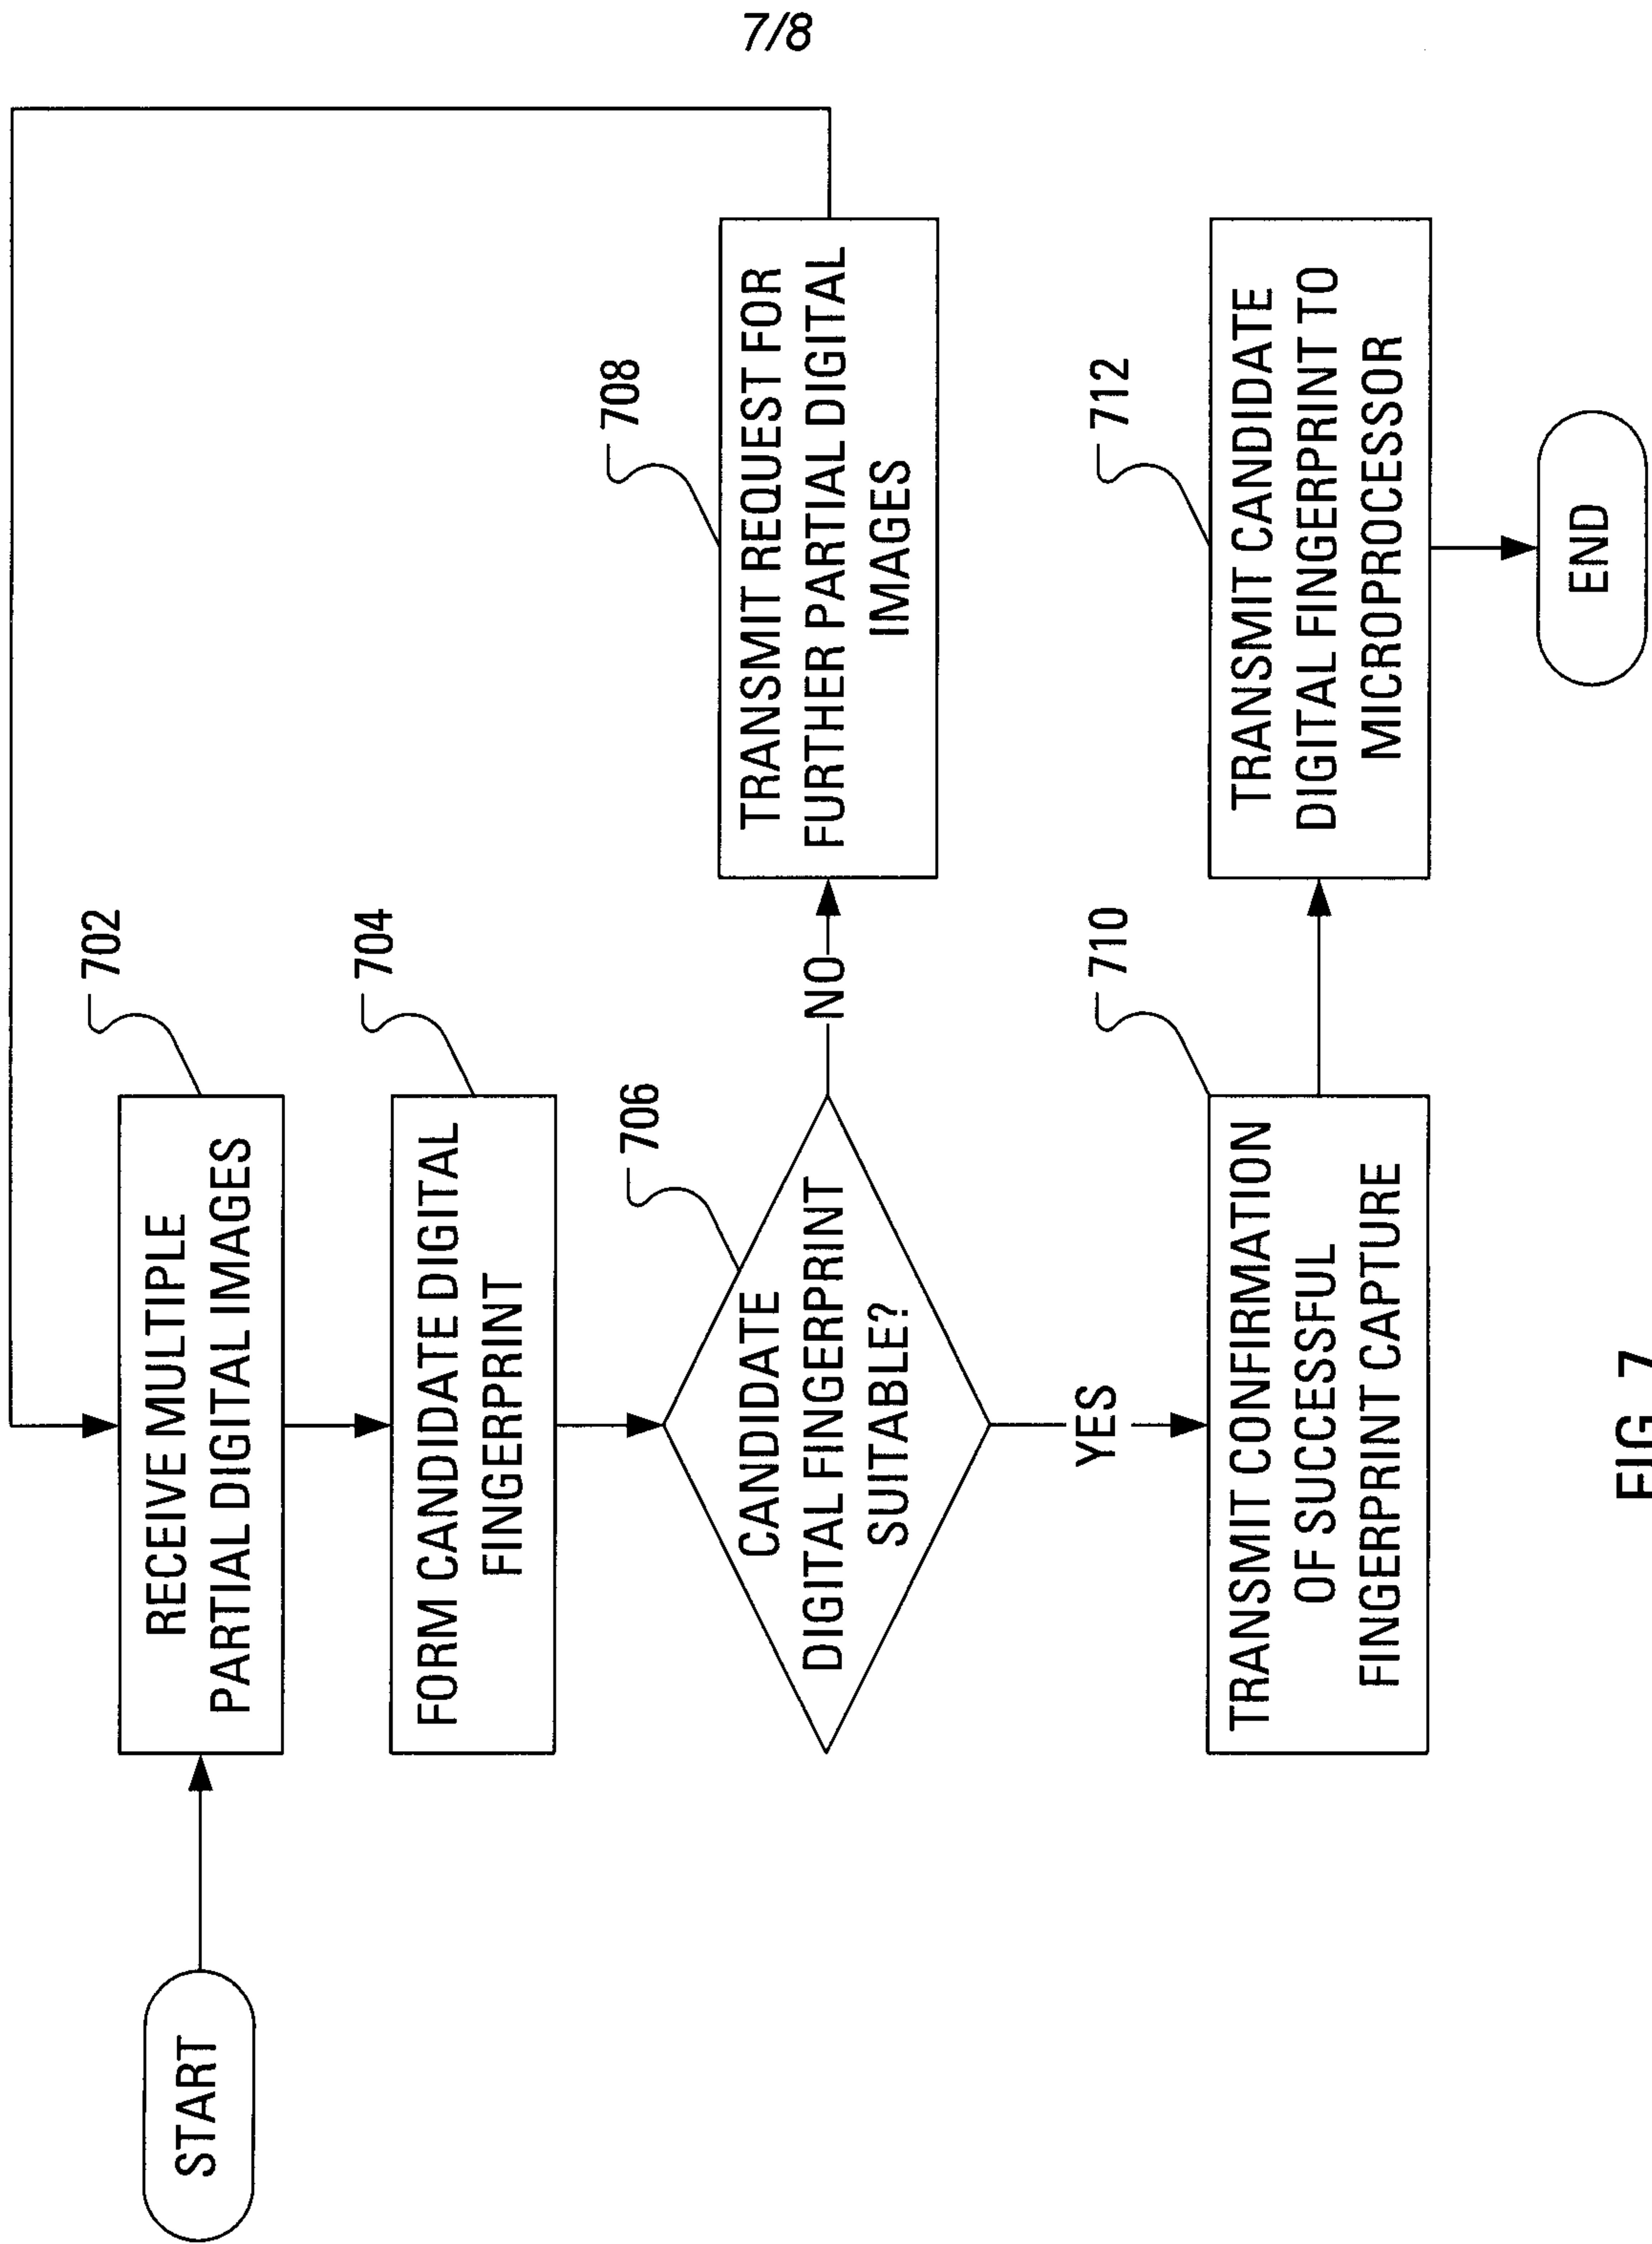 7/8
START
702
RECEIVE MULTIPLE
PARTIAL DIGITAL IMAGES
704
FORM CANDIDATE DIGITAL
FINGERPRINT
706
CANDIDATE
DIGITAL FINGERPRINT
SUITABLE?
NO
708
TRANSMIT REQUEST FOR
FURTHER PARTIAL DIGITAL
IMAGES
YES
710
TRANSMIT CONFIRMATION
OF SUCCESSFUL
FINGERPRINT CAPTURE
712
TRANSMIT CANDIDATE
DIGITAL FINGERPRINT TO
MICROPROCESSOR
END
FIG 7